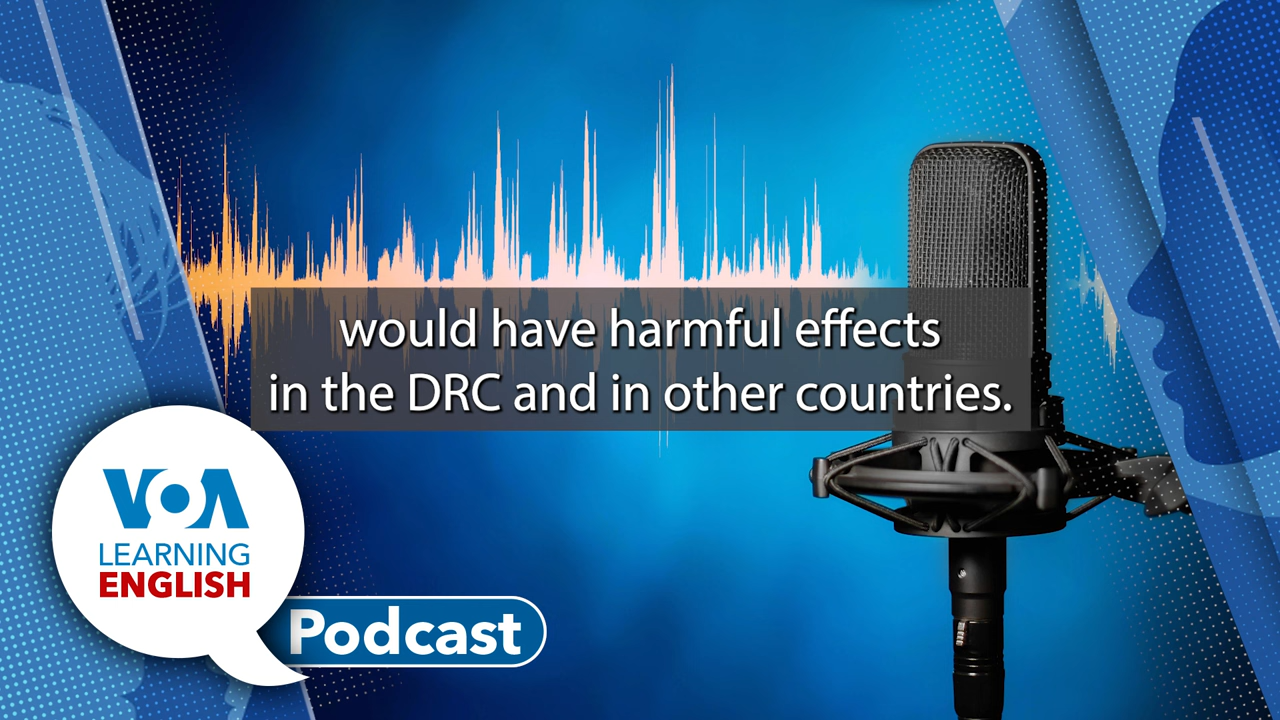 would have harmful effects
in the DRC and in other countries.
VOA
LEARNING
ENGLISH
Podcast